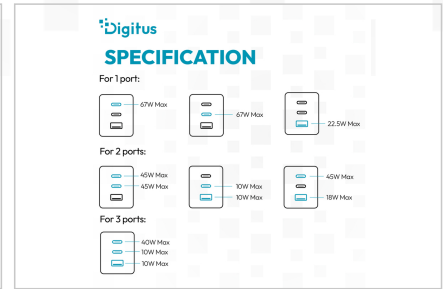 Digitus
SPECIFICATION
For 1 port:
67W Max
67W Max
22.5W Max
For 2 ports:
45W Max
45W Max
10W Max
10W Max
45W Max
18W Max
For 3 ports:
40W Max
10W Max
10W Max